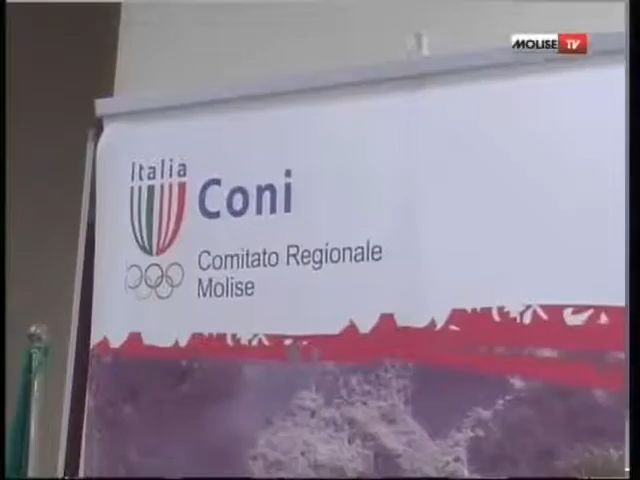 MOLISE TV
Italia
Coni
Comitato Regionale
Molise